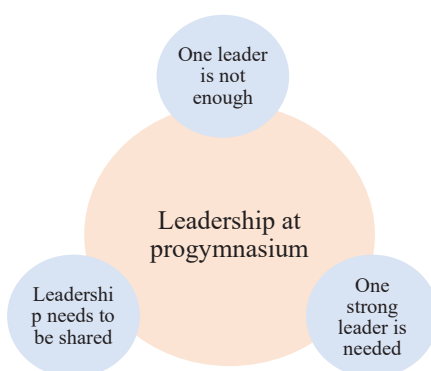 One leader
is not
enough
Leadership at
progymnasium
Leadershi
p needs to
be shared
One
strong
leader is
needed